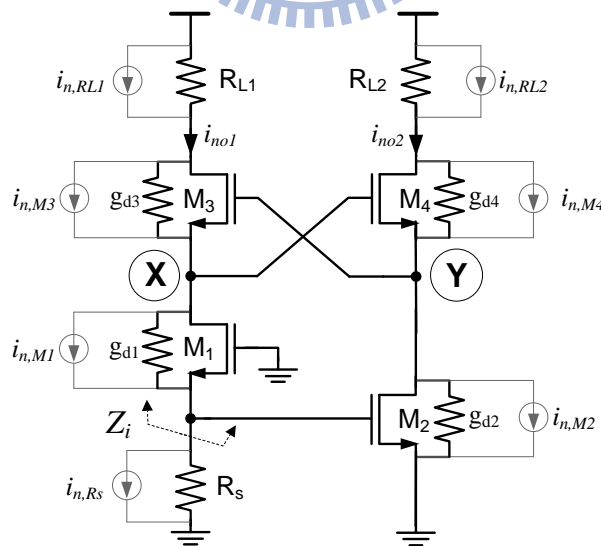 i_{n,RL1} R_{L1} R_{L2} i_{n,RL2}
i_{no1} i_{no2}
i_{n,M3} g_{d3} M_3 M_4 g_{d4} i_{n,M4}
X Y
i_{n,M1} g_{d1} M_1
Z_i M_2 g_{d2} i_{n,M2}
i_{n,Rs} R_s